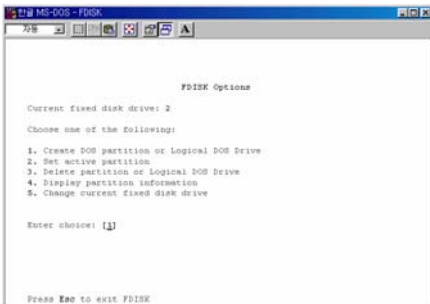 한글 MS-DOS - FDISK
자동
A
FDISK Options
Current fixed disk drive: 2
Choose one of the following:
1. Create DOS partition or Logical DOS Drive
2. Set active partition
3. Delete partition or Logical DOS Drive
4. Display partition information
5. Change current fixed disk drive
Enter choice: [1]
Press Esc to exit FDISK